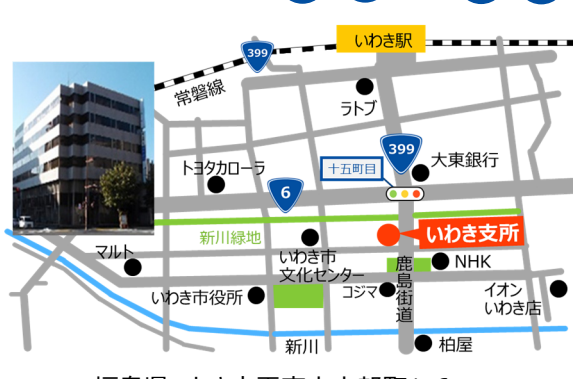 399
いわき駅
常磐線
ラトブ
399
大東銀行
十五町目
トヨタカローラ
6
新川緑地
いわき支所
マルト
いわき市
文化センター
鹿島街道
NHK
いわき市役所
コジマ
イオン
いわき店
新川
柏屋